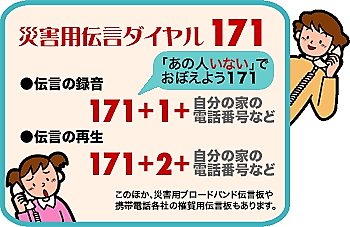 災害用伝言ダイヤル 171
「あの人いない」で
おぼえよう171
●伝言の録音
171+1+自分の家の
電話番号など
●伝言の再生
171+2+自分の家の
電話番号など
このほか、災害用ブロードバンド伝言板や
携帯電話各社の災害用伝言板もあります。